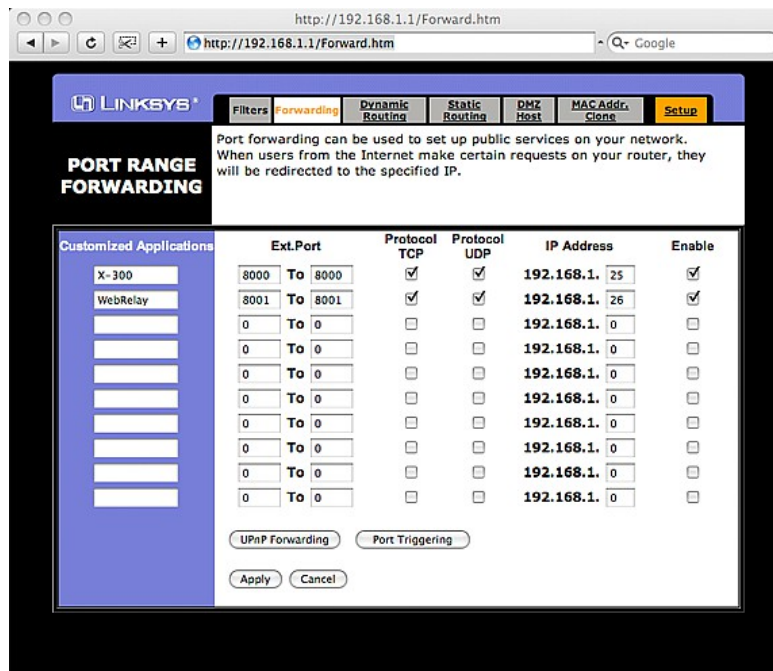 http://192.168.1.1/Forward.htm
http://192.168.1.1/Forward.htm
Google
LINKSYS®
Filters Forwarding Dynamic Routing Static Routing DMZ Host MAC Addr. Clone Setup
PORT RANGE FORWARDING
Port forwarding can be used to set up public services on your network.
When users from the Internet make certain requests on your router, they
will be redirected to the specified IP.
Customized Applications Ext.Port Protocol TCP Protocol UDP IP Address Enable
X-300 8000 To 8000 192.168.1. 25
WebRelay 8001 To 8001 192.168.1. 26
0 To 0 192.168.1. 0
0 To 0 192.168.1. 0
0 To 0 192.168.1. 0
0 To 0 192.168.1. 0
0 To 0 192.168.1. 0
0 To 0 192.168.1. 0
0 To 0 192.168.1. 0
0 To 0 192.168.1. 0
UPnP Forwarding Port Triggering
Apply Cancel